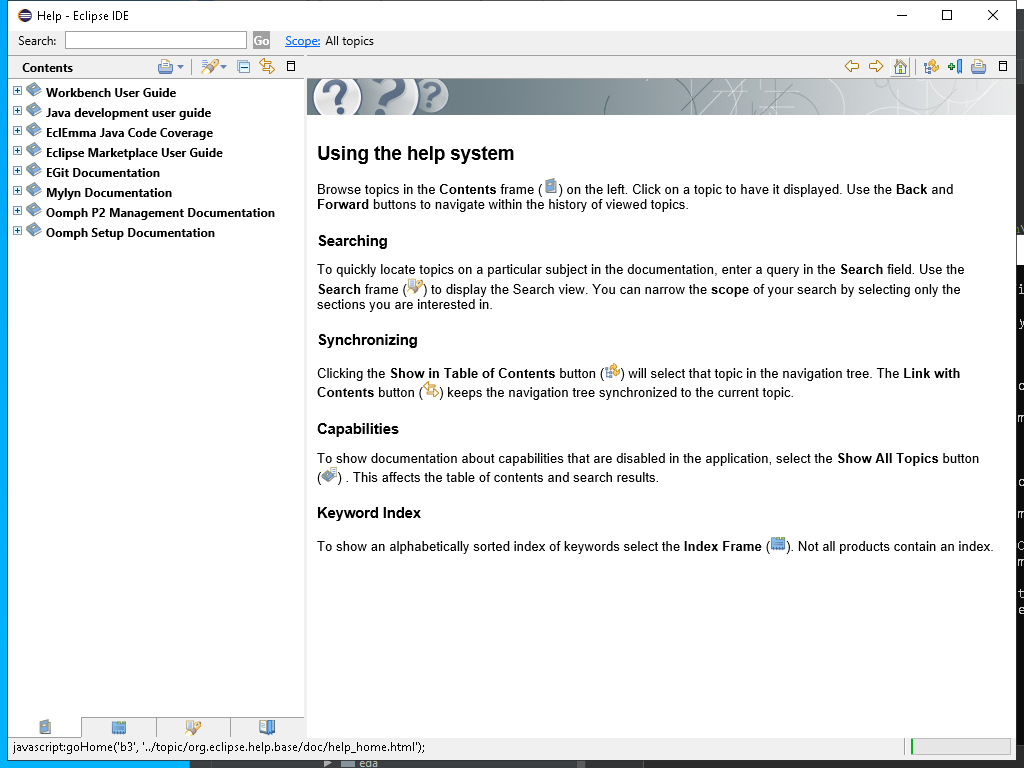 Help - Eclipse IDE
Search: Go Scope: All topics
Contents
Workbench User Guide
Java development user guide
EclEmma Java Code Coverage
Eclipse Marketplace User Guide
EGit Documentation
Mylyn Documentation
Oomph P2 Management Documentation
Oomph Setup Documentation
Using the help system
Browse topics in the Contents frame ( ) on the left. Click on a topic to have it displayed. Use the Back and
Forward buttons to navigate within the history of viewed topics.
Searching
To quickly locate topics on a particular subject in the documentation, enter a query in the Search field. Use the
Search frame ( ) to display the Search view. You can narrow the scope of your search by selecting only the
sections you are interested in.
Synchronizing
Clicking the Show in Table of Contents button ( ) will select that topic in the navigation tree. The Link with
Contents button ( ) keeps the navigation tree synchronized to the current topic.
Capabilities
To show documentation about capabilities that are disabled in the application, select the Show All Topics button
( ) . This affects the table of contents and search results.
Keyword Index
To show an alphabetically sorted index of keywords select the Index Frame ( ). Not all products contain an index.
javascript:goHome('b3', '../topic/org.eclipse.help.base/doc/help_home.html');
eda